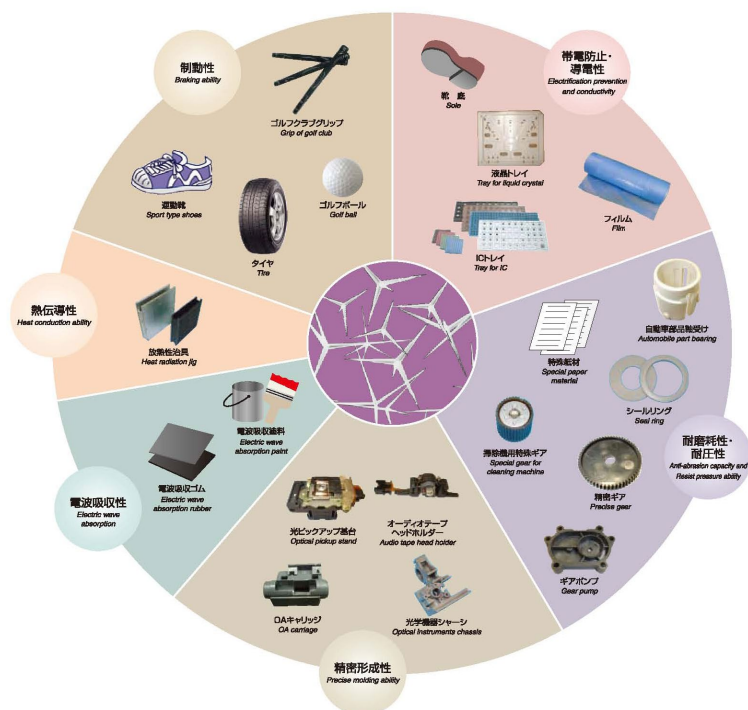 制動性
Braking ability
ゴルフクラブグリップ
Grip of golf club
運動靴
Sport type shoes
タイヤ
Tire
ゴルフボール
Golf ball
帯電防止・
導電性
Electrification prevention
and conductivity
靴 底
Sole
液晶トレイ
Tray for liquid crystal
フィルム
Film
ICトレイ
Tray for IC
熱伝導性
Heat conduction ability
放熱性治具
Heat radiation jig
自動車部品軸受け
Automobile part bearing
特殊紙材
Special paper
material
シールリング
Seal ring
掃除機用特殊ギア
Special gear for
cleaning machine
精密ギア
Precise gear
ギアポンプ
Gear pump
耐磨耗性・
耐圧性
Anti-abrasion capacity and
Resist pressure ability
電波吸収塗料
Electric wave
absorption paint
電波吸収ゴム
Electric wave
absorption rubber
電波吸収性
Electric wave
absorption
光ピックアップ基台
Optical pickup stand
オーディオテープ
ヘッドホルダー
Audio tape head holder
OAキャリッジ
OA carriage
光学機器シャーシ
Optical instruments chassis
精密形成性
Precise molding ability